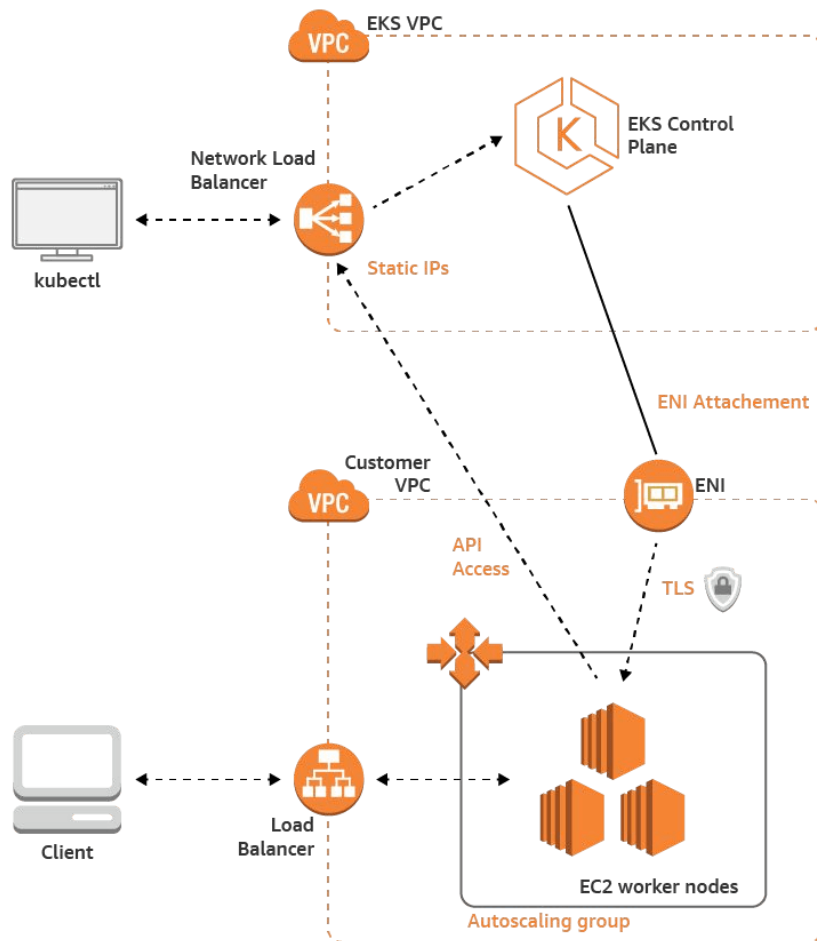 VPC
EKS VPC
K
EKS Control
Plane
Network Load
Balancer
kubectl
Static IPs
ENI Attachement
Customer
VPC
VPC
ENI
API
Access
TLS
Client
Load
Balancer
EC2 worker nodes
Autoscaling group